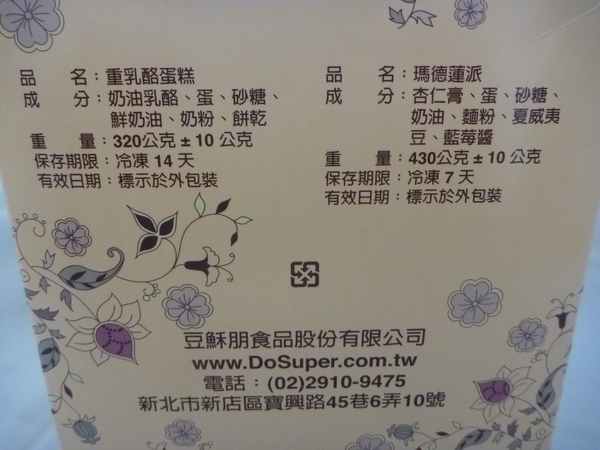 品　　名：重乳酪蛋糕
成　　分：奶油乳酪、蛋、砂糖、
鮮奶油、奶粉、餅乾
重　　量：320公克±10公克
保存期限：冷凍14天
有效日期：標示於外包裝
品　　名：瑪德蓮派
成　　分：杏仁膏、蛋、砂糖、
奶油、麵粉、夏威夷
豆、藍莓醬
重　　量：430公克±10公克
保存期限：冷凍7天
有效日期：標示於外包裝
豆穌朋食品股份有限公司
www.DoSuper.com.tw
電話：(02)2910-9475
新北市新店區寶興路45巷6弄10號